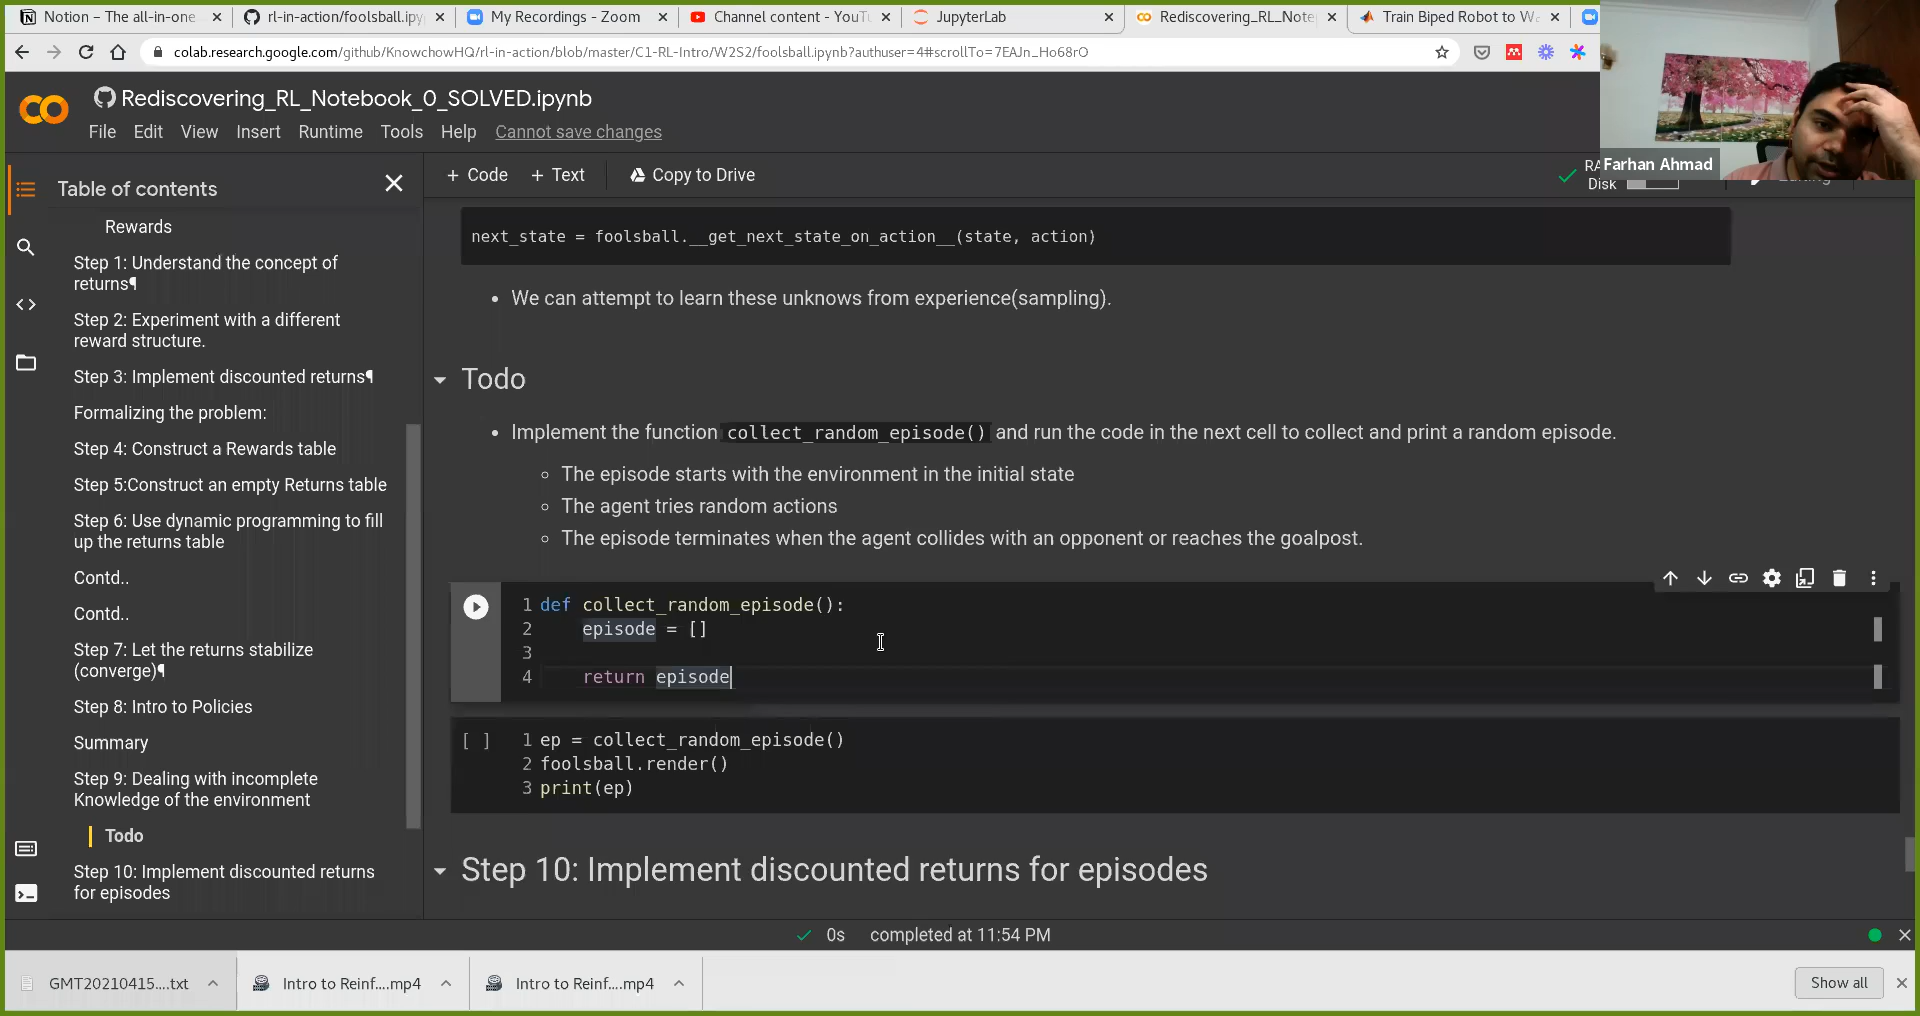 Notion – The all-in-one
rl-in-action/foolsball.ipy
My Recordings - Zoom
Channel content - YouTu
JupyterLab
Rediscovering_RL_Note
Train Biped Robot to Wa
colab.research.google.com/github/KnowchowHQ/rl-in-action/blob/master/C1-RL-Intro/W2S2/foolsball.ipynb?authuser=4#scrollTo=7EAJn_Ho68rO
Rediscovering_RL_Notebook_0_SOLVED.ipynb
File Edit View Insert Runtime Tools Help Cannot save changes
Farhan Ahmad
Table of contents
+ Code + Text Copy to Drive
RA
Disk
Editing
Rewards
Step 1: Understand the concept of
returns¶
Step 2: Experiment with a different
reward structure.
Step 3: Implement discounted returns¶
Formalizing the problem:
Step 4: Construct a Rewards table
Step 5:Construct an empty Returns table
Step 6: Use dynamic programming to fill
up the returns table
Contd..
Contd..
Step 7: Let the returns stabilize
(converge)¶
Step 8: Intro to Policies
Summary
Step 9: Dealing with incomplete
Knowledge of the environment
Todo
Step 10: Implement discounted returns
for episodes
next_state = foolsball.__get_next_state_on_action__(state, action)
• We can attempt to learn these unknows from experience(sampling).
Todo
• Implement the function collect_random_episode() and run the code in the next cell to collect and print a random episode.
○ The episode starts with the environment in the initial state
○ The agent tries random actions
○ The episode terminates when the agent collides with an opponent or reaches the goalpost.
1 def collect_random_episode():
2 episode = []
3
4 return episode
[ ] 1 ep = collect_random_episode()
2 foolsball.render()
3 print(ep)
Step 10: Implement discounted returns for episodes
0s completed at 11:54 PM
GMT20210415....txt
Intro to Reinf....mp4
Intro to Reinf....mp4
Show all